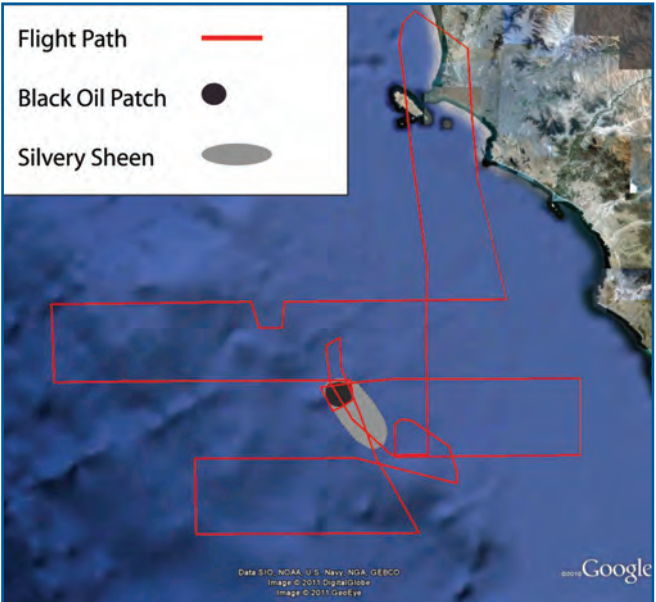 Flight Path
Black Oil Patch
Silvery Sheen
Data SIO, NOAA, U.S. Navy, NGA, GEBCO
Image © 2011 DigitalGlobe
Image © 2011 GeoEye
©2010 Google